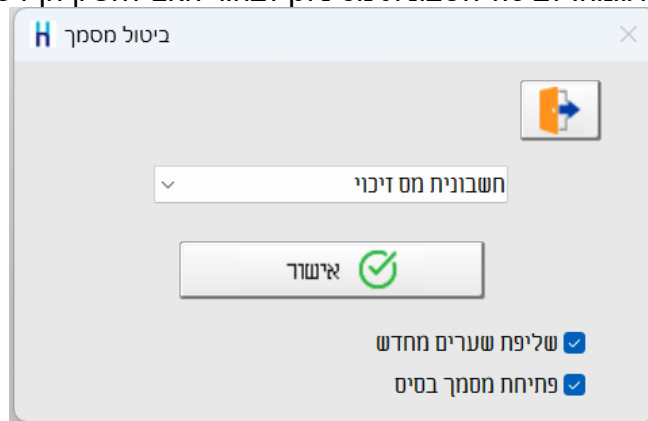 ביטול מסמך
חשבונית מס זיכוי
אישור
שליפת שערים מחדש
פתיחת מסמך בסיס